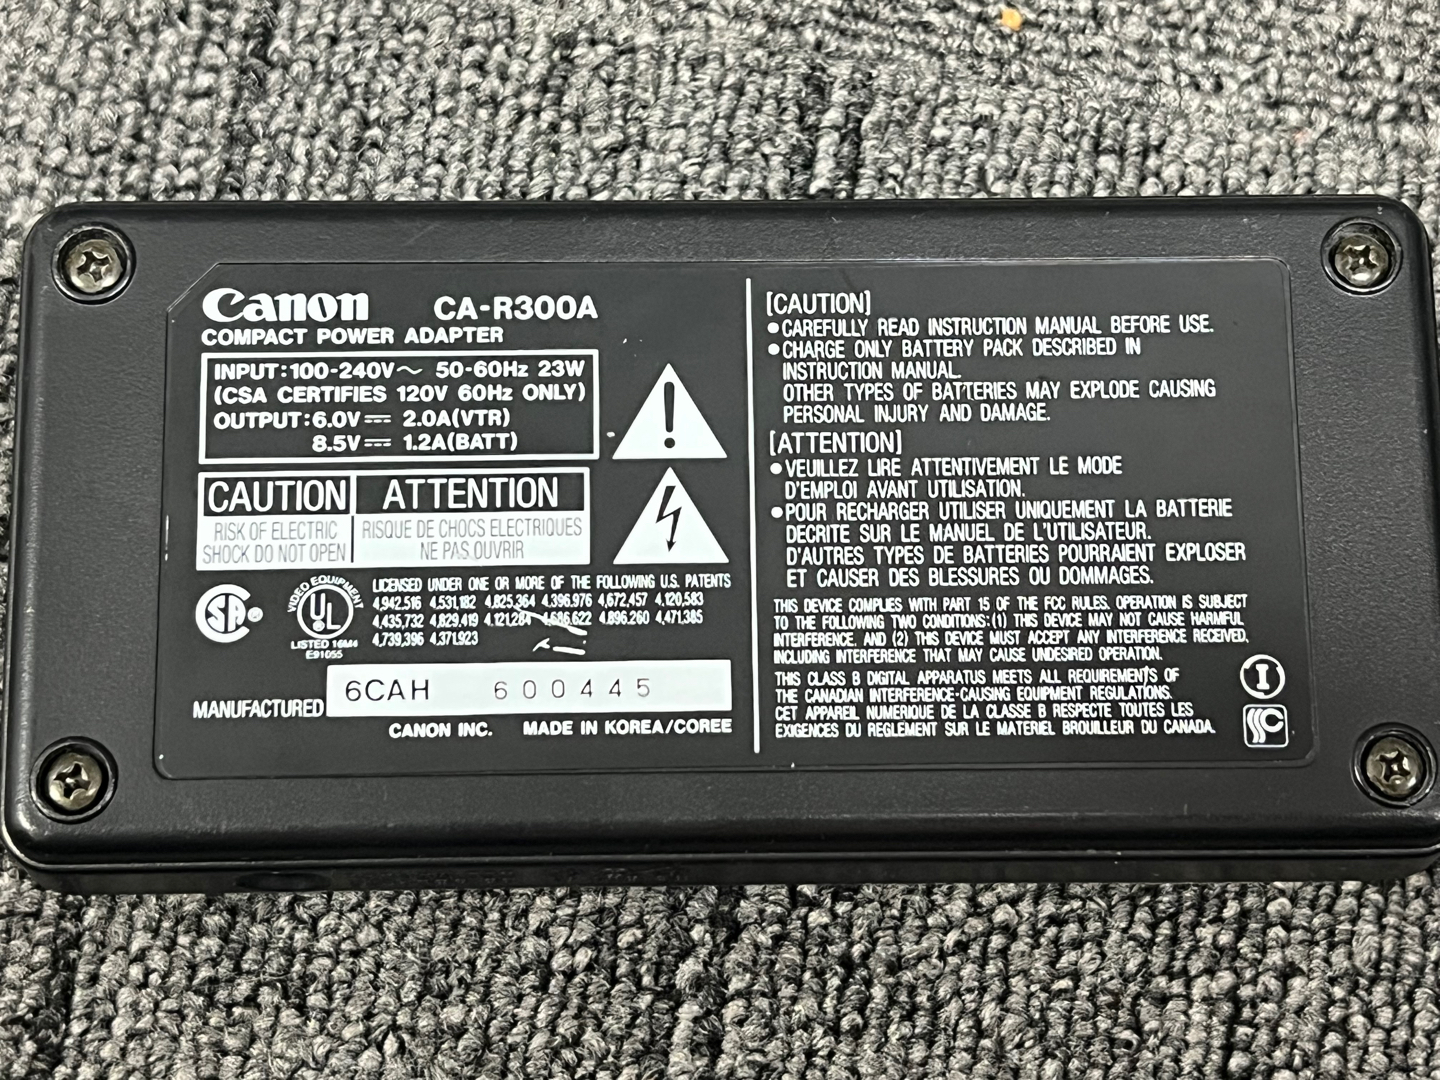 Canon CA-R300A
COMPACT POWER ADAPTER
INPUT:100-240V～ 50-60Hz 23W
(CSA CERTIFIES 120V 60Hz ONLY)
OUTPUT:6.0V⎓ 2.0A(VTR)
8.5V⎓ 1.2A(BATT)
CAUTION
RISK OF ELECTRIC
SHOCK DO NOT OPEN
ATTENTION
RISQUE DE CHOCS ELECTRIQUES
NE PAS OUVRIR
SA
VIDEO EQUIPMENT
UL
LISTED 16M4
E91055
LICENSED UNDER ONE OR MORE OF THE FOLLOWING U.S. PATENTS
4,942,516 4,531,182 4,825,364 4,396,976 4,672,457 4,120,583
4,435,732 4,829,419 4,121,284 4,686,622 4,896,260 4,471,385
4,739,396 4,371,923
MANUFACTURED 6CAH 600445
CANON INC. MADE IN KOREA/COREE
[CAUTION]
●CAREFULLY READ INSTRUCTION MANUAL BEFORE USE.
●CHARGE ONLY BATTERY PACK DESCRIBED IN
INSTRUCTION MANUAL.
OTHER TYPES OF BATTERIES MAY EXPLODE CAUSING
PERSONAL INJURY AND DAMAGE.
[ATTENTION]
●VEUILLEZ LIRE ATTENTIVEMENT LE MODE
D'EMPLOI AVANT UTILISATION.
●POUR RECHARGER UTILISER UNIQUEMENT LA BATTERIE
DECRITE SUR LE MANUEL DE L'UTILISATEUR.
D'AUTRES TYPES DE BATTERIES POURRAIENT EXPLOSER
ET CAUSER DES BLESSURES OU DOMMAGES.
THIS DEVICE COMPLIES WITH PART 15 OF THE FCC RULES. OPERATION IS SUBJECT
TO THE FOLLOWING TWO CONDITIONS:(1) THIS DEVICE MAY NOT CAUSE HARMFUL
INTERFERENCE. AND (2) THIS DEVICE MUST ACCEPT ANY INTERFERENCE RECEIVED,
INCLUDING INTERFERENCE THAT MAY CAUSE UNDESIRED OPERATION.
THIS CLASS B DIGITAL APPARATUS MEETS ALL REQUIREMENTS OF
THE CANADIAN INTERFERENCE-CAUSING EQUIPMENT REGULATIONS.
CET APPAREIL NUMERIQUE DE LA CLASSE B RESPECTE TOUTES LES
EXIGENCES DU REGLEMENT SUR LE MATERIEL BROUILLEUR DU CANADA.